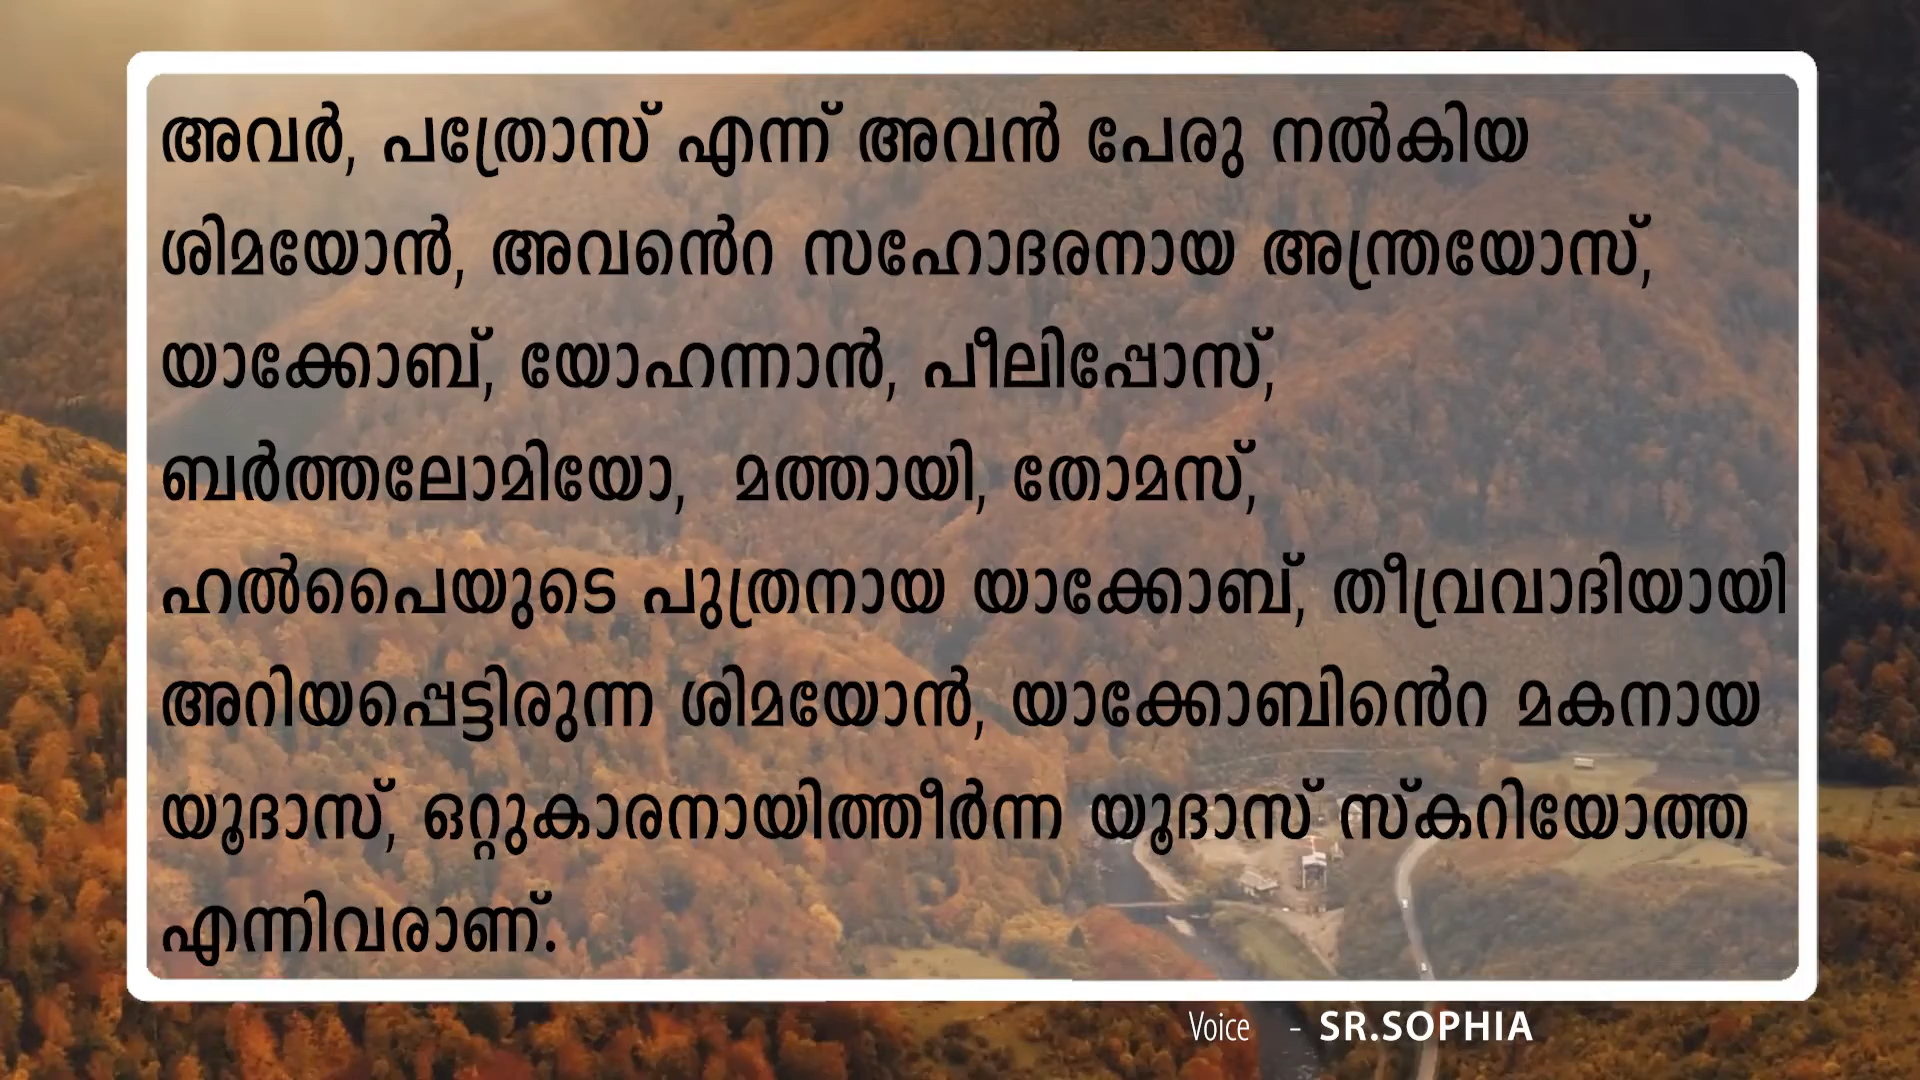 അവർ, പത്രോസ് എന്ന് അവൻ പേരു നൽകിയ
ശിമയോൻ, അവൻെറ സഹോദരനായ അന്ത്രയോസ്,
യാക്കോബ്, യോഹന്നാൻ, പീലിപ്പോസ്,
ബർത്തലോമിയോ, മത്തായി, തോമസ്,
ഹൽപൈയുടെ പുത്രനായ യാക്കോബ്, തീവ്രവാദിയായി
അറിയപ്പെട്ടിരുന്ന ശിമയോൻ, യാക്കോബിൻെറ മകനായ
യൂദാസ്, ഒറ്റുകാരനായിത്തീർന്ന യൂദാസ് സ്കറിയോത്ത
എന്നിവരാണ്.
Voice - SR.SOPHIA